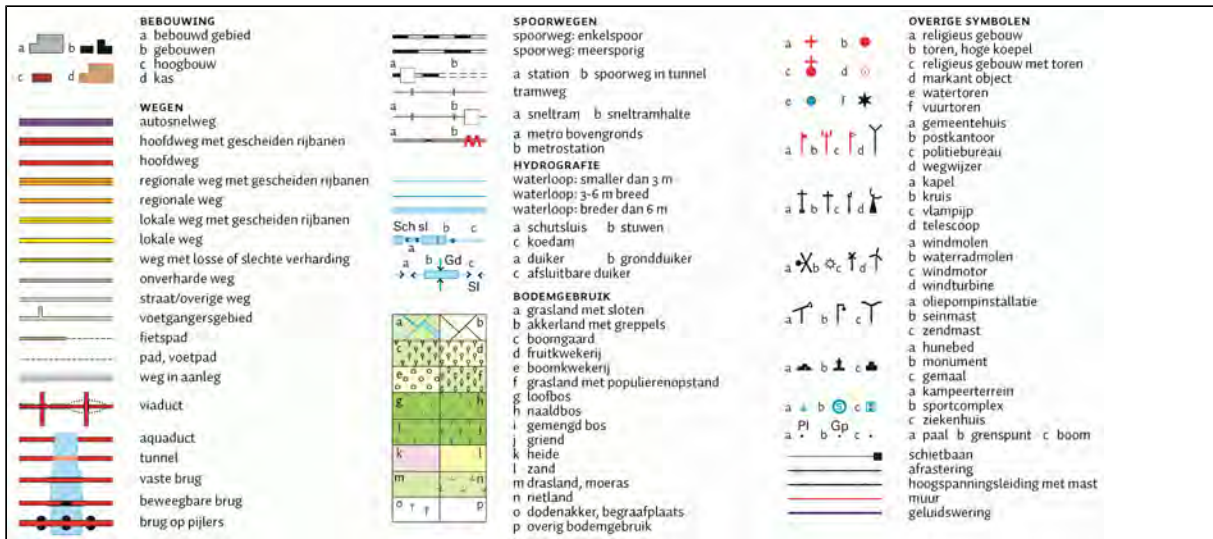 BEBOUWING
a bebouwd gebied
b gebouwen
c hoogbouw
d kas
a b
c d
WEGEN
autosnelweg
hoofdweg met gescheiden rijbanen
hoofdweg
regionale weg met gescheiden rijbanen
regionale weg
lokale weg met gescheiden rijbanen
lokale weg
weg met losse of slechte verharding
onverharde weg
straat/overige weg
voetgangersgebied
fietspad
pad, voetpad
weg in aanleg
viaduct
aquaduct
tunnel
vaste brug
beweegbare brug
brug op pijlers
SPOORWEGEN
spoorweg: enkelspoor
spoorweg: meersporig
a b
a station b spoorweg in tunnel
tramweg
a b
a sneltram b sneltramhalte
a b
a metro bovengronds
b metrostation
HYDROGRAFIE
waterloop: smaller dan 3 m
waterloop: 3-6 m breed
waterloop: breder dan 6 m
Sch sl b c
a
a schutsluis b stuwen
c koedam
a b Gd c
Sl
a duiker b grondduiker
c afsluitbare duiker
BODEMGEBRUIK
a b
c d
e f
g h
i j
k l
m n
o p
a grasland met sloten
b akkerland met greppels
c boomgaard
d fruitkwekerij
e boomkwekerij
f grasland met populierenopstand
g loofbos
h naaldbos
i gemengd bos
j griend
k heide
l zand
m drasland, moeras
n rietland
o dodenakker, begraafplaats
p overig bodemgebruik
OVERIGE SYMBOLEN
a b
c d
e f
a religieus gebouw
b toren, hoge koepel
c religieus gebouw met toren
d markant object
e watertoren
f vuurtoren
a b c d
a gemeentehuis
b postkantoor
c politiebureau
d wegwijzer
a b c d
a kapel
b kruis
c vlampijp
d telescoop
a b c d
a windmolen
b waterradmolen
c windmotor
d windturbine
a b c
a oliepompinstallatie
b seinmast
c zendmast
a b c
a hunebed
b monument
c gemaal
a b S c
a kampeerterrein
b sportcomplex
c ziekenhuis
Pl Gp
a b c
a paal b grenspunt c boom
schietbaan
afrastering
hoogspanningsleiding met mast
muur
geluidswering